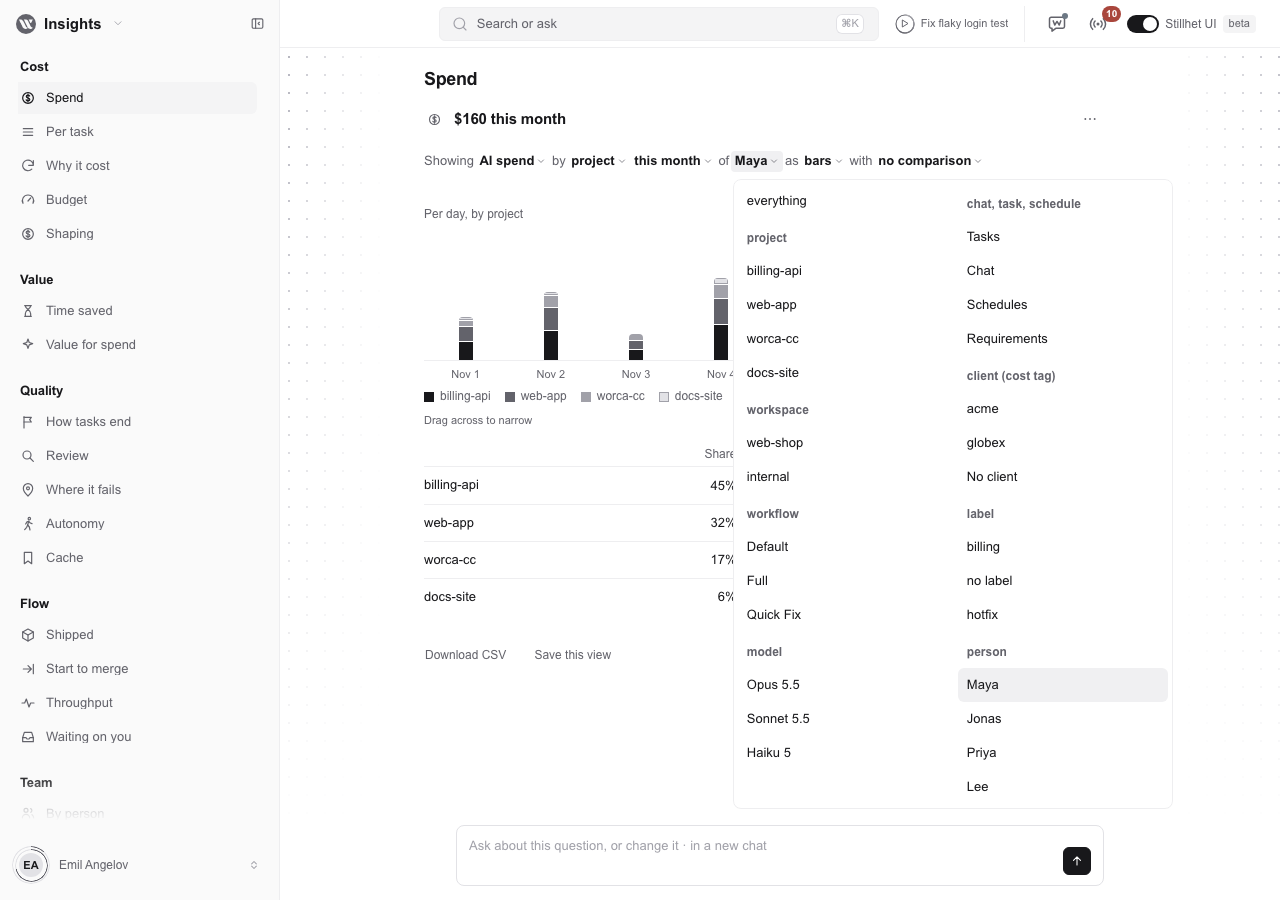 Insights
Search or ask
⌘K
Fix flaky login test
10
Stillhet UI
beta
Cost
Spend
Per task
Why it cost
Budget
Shaping
Value
Time saved
Value for spend
Quality
How tasks end
Review
Where it fails
Autonomy
Cache
Flow
Shipped
Start to merge
Throughput
Waiting on you
Team
By person
EA
Emil Angelov
Spend
$160 this month
Showing AI spend by project this month of Maya as bars with no comparison
Per day, by project
Nov 1 Nov 2 Nov 3 Nov 4
billing-api web-app worca-cc docs-site
Drag across to narrow
Share
billing-api 45%
web-app 32%
worca-cc 17%
docs-site 6%
Download CSV Save this view
everything
project
billing-api
web-app
worca-cc
docs-site
workspace
web-shop
internal
workflow
Default
Full
Quick Fix
model
Opus 5.5
Sonnet 5.5
Haiku 5
chat, task, schedule
Tasks
Chat
Schedules
Requirements
client (cost tag)
acme
globex
No client
label
billing
no label
hotfix
person
Maya
Jonas
Priya
Lee
Ask about this question, or change it · in a new chat